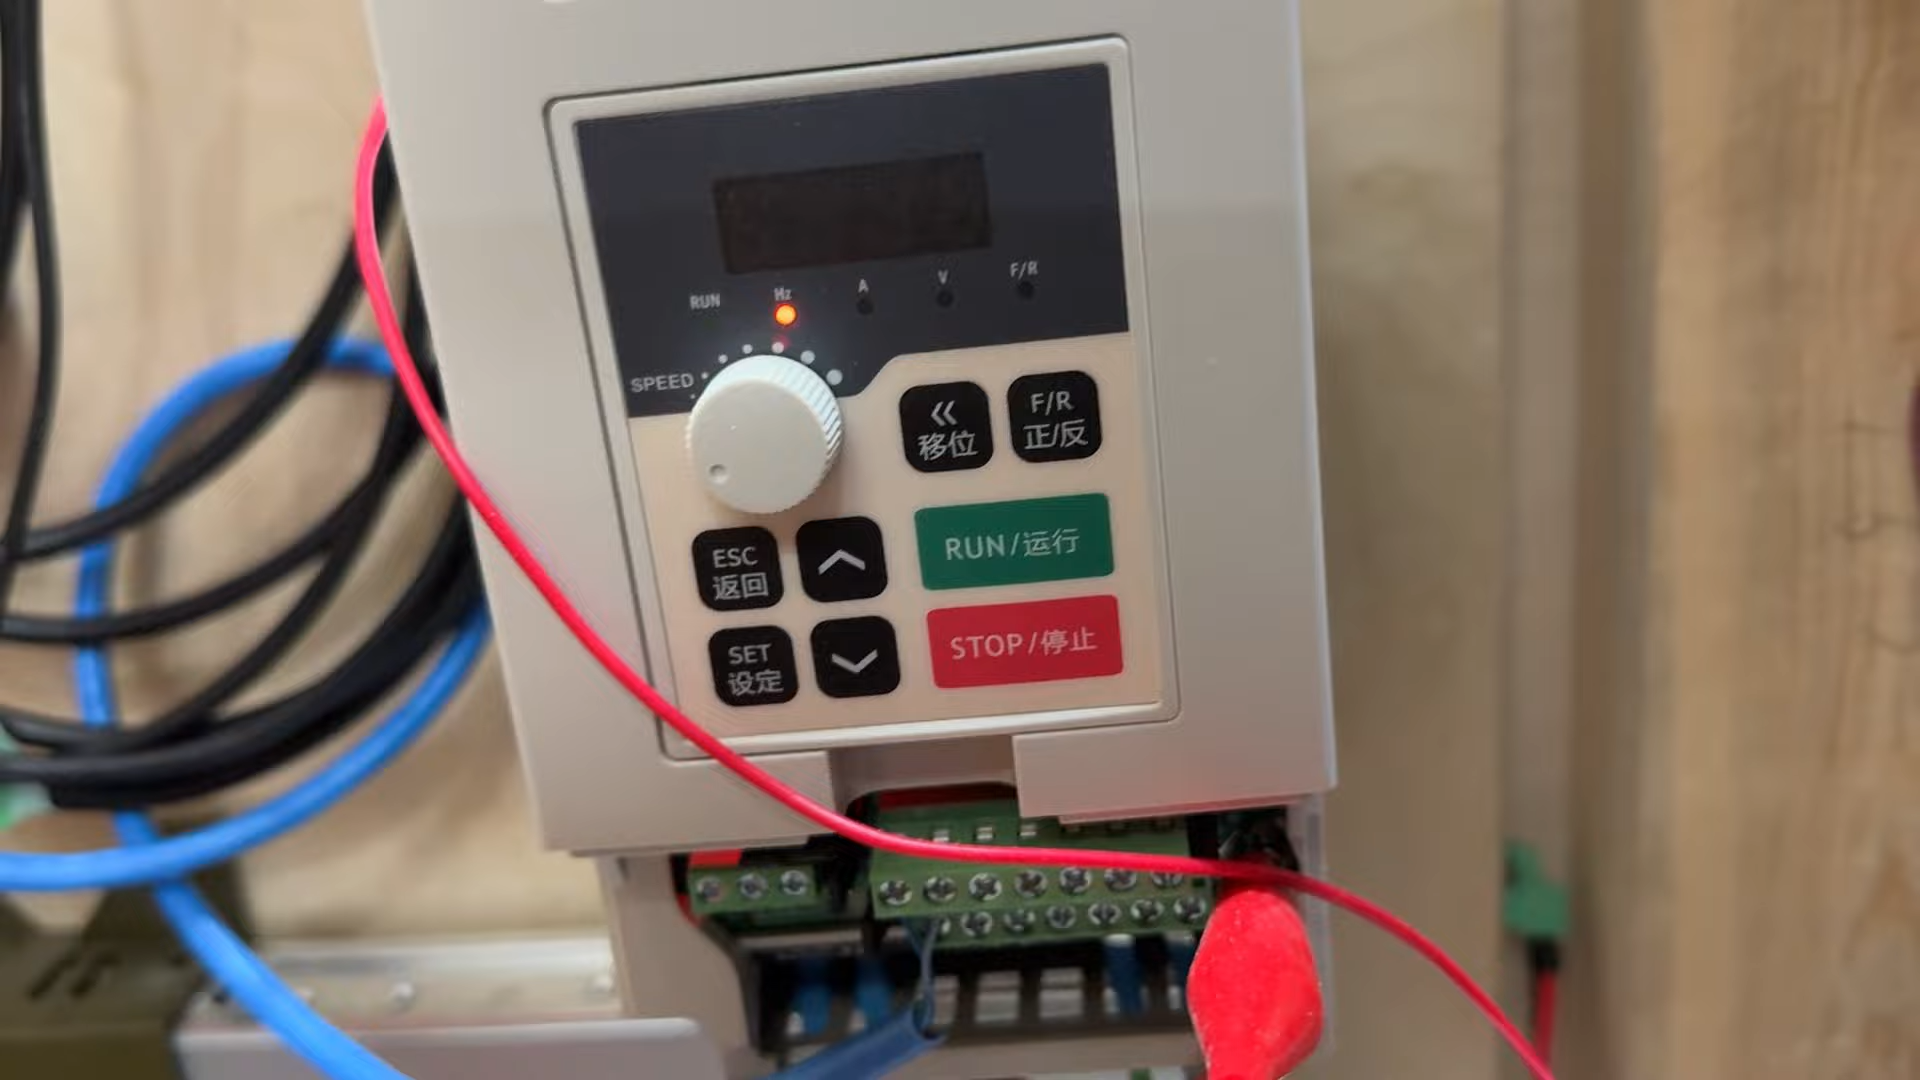 RUN
Hz
A
V
F/R
SPEED
«
移位
F/R
正/反
ESC
返回
RUN/运行
SET
设定
STOP/停止